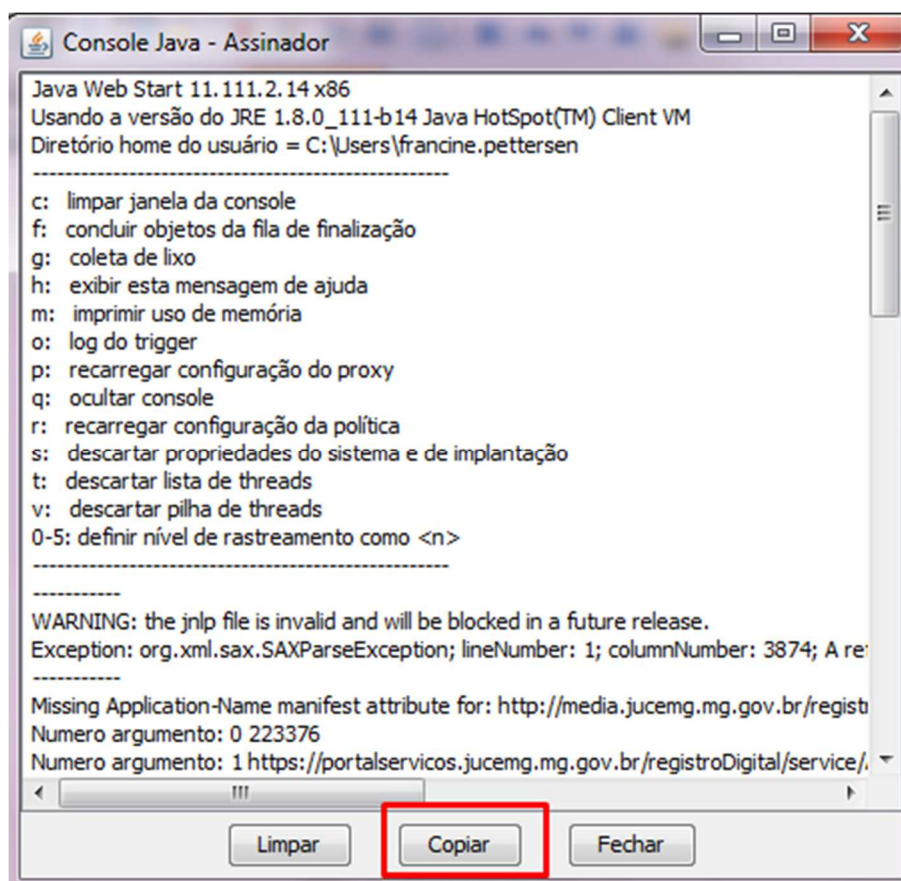 Console Java - Assinador
Java Web Start 11.111.2.14 x86
Usando a versão do JRE 1.8.0_111-b14 Java HotSpot(TM) Client VM
Diretório home do usuário = C:\Users\francine.pettersen
----------------------------------------------------
c: limpar janela da console
f: concluir objetos da fila de finalização
g: coleta de lixo
h: exibir esta mensagem de ajuda
m: imprimir uso de memória
o: log do trigger
p: recarregar configuração do proxy
q: ocultar console
r: recarregar configuração da política
s: descartar propriedades do sistema e de implantação
t: descartar lista de threads
v: descartar pilha de threads
0-5: definir nível de rastreamento como <n>
----------------------------------------------------
-----------
WARNING: the jnlp file is invalid and will be blocked in a future release.
Exception: org.xml.sax.SAXParseException; lineNumber: 1; columnNumber: 3874; A
-----------
Missing Application-Name manifest attribute for: http://media.jucemg.mg.gov.br/regist
Numero argumento: 0 223376
Numero argumento: 1 https://portalservicos.jucemg.mg.gov.br/registroDigital/service/
Limpar Copiar Fechar